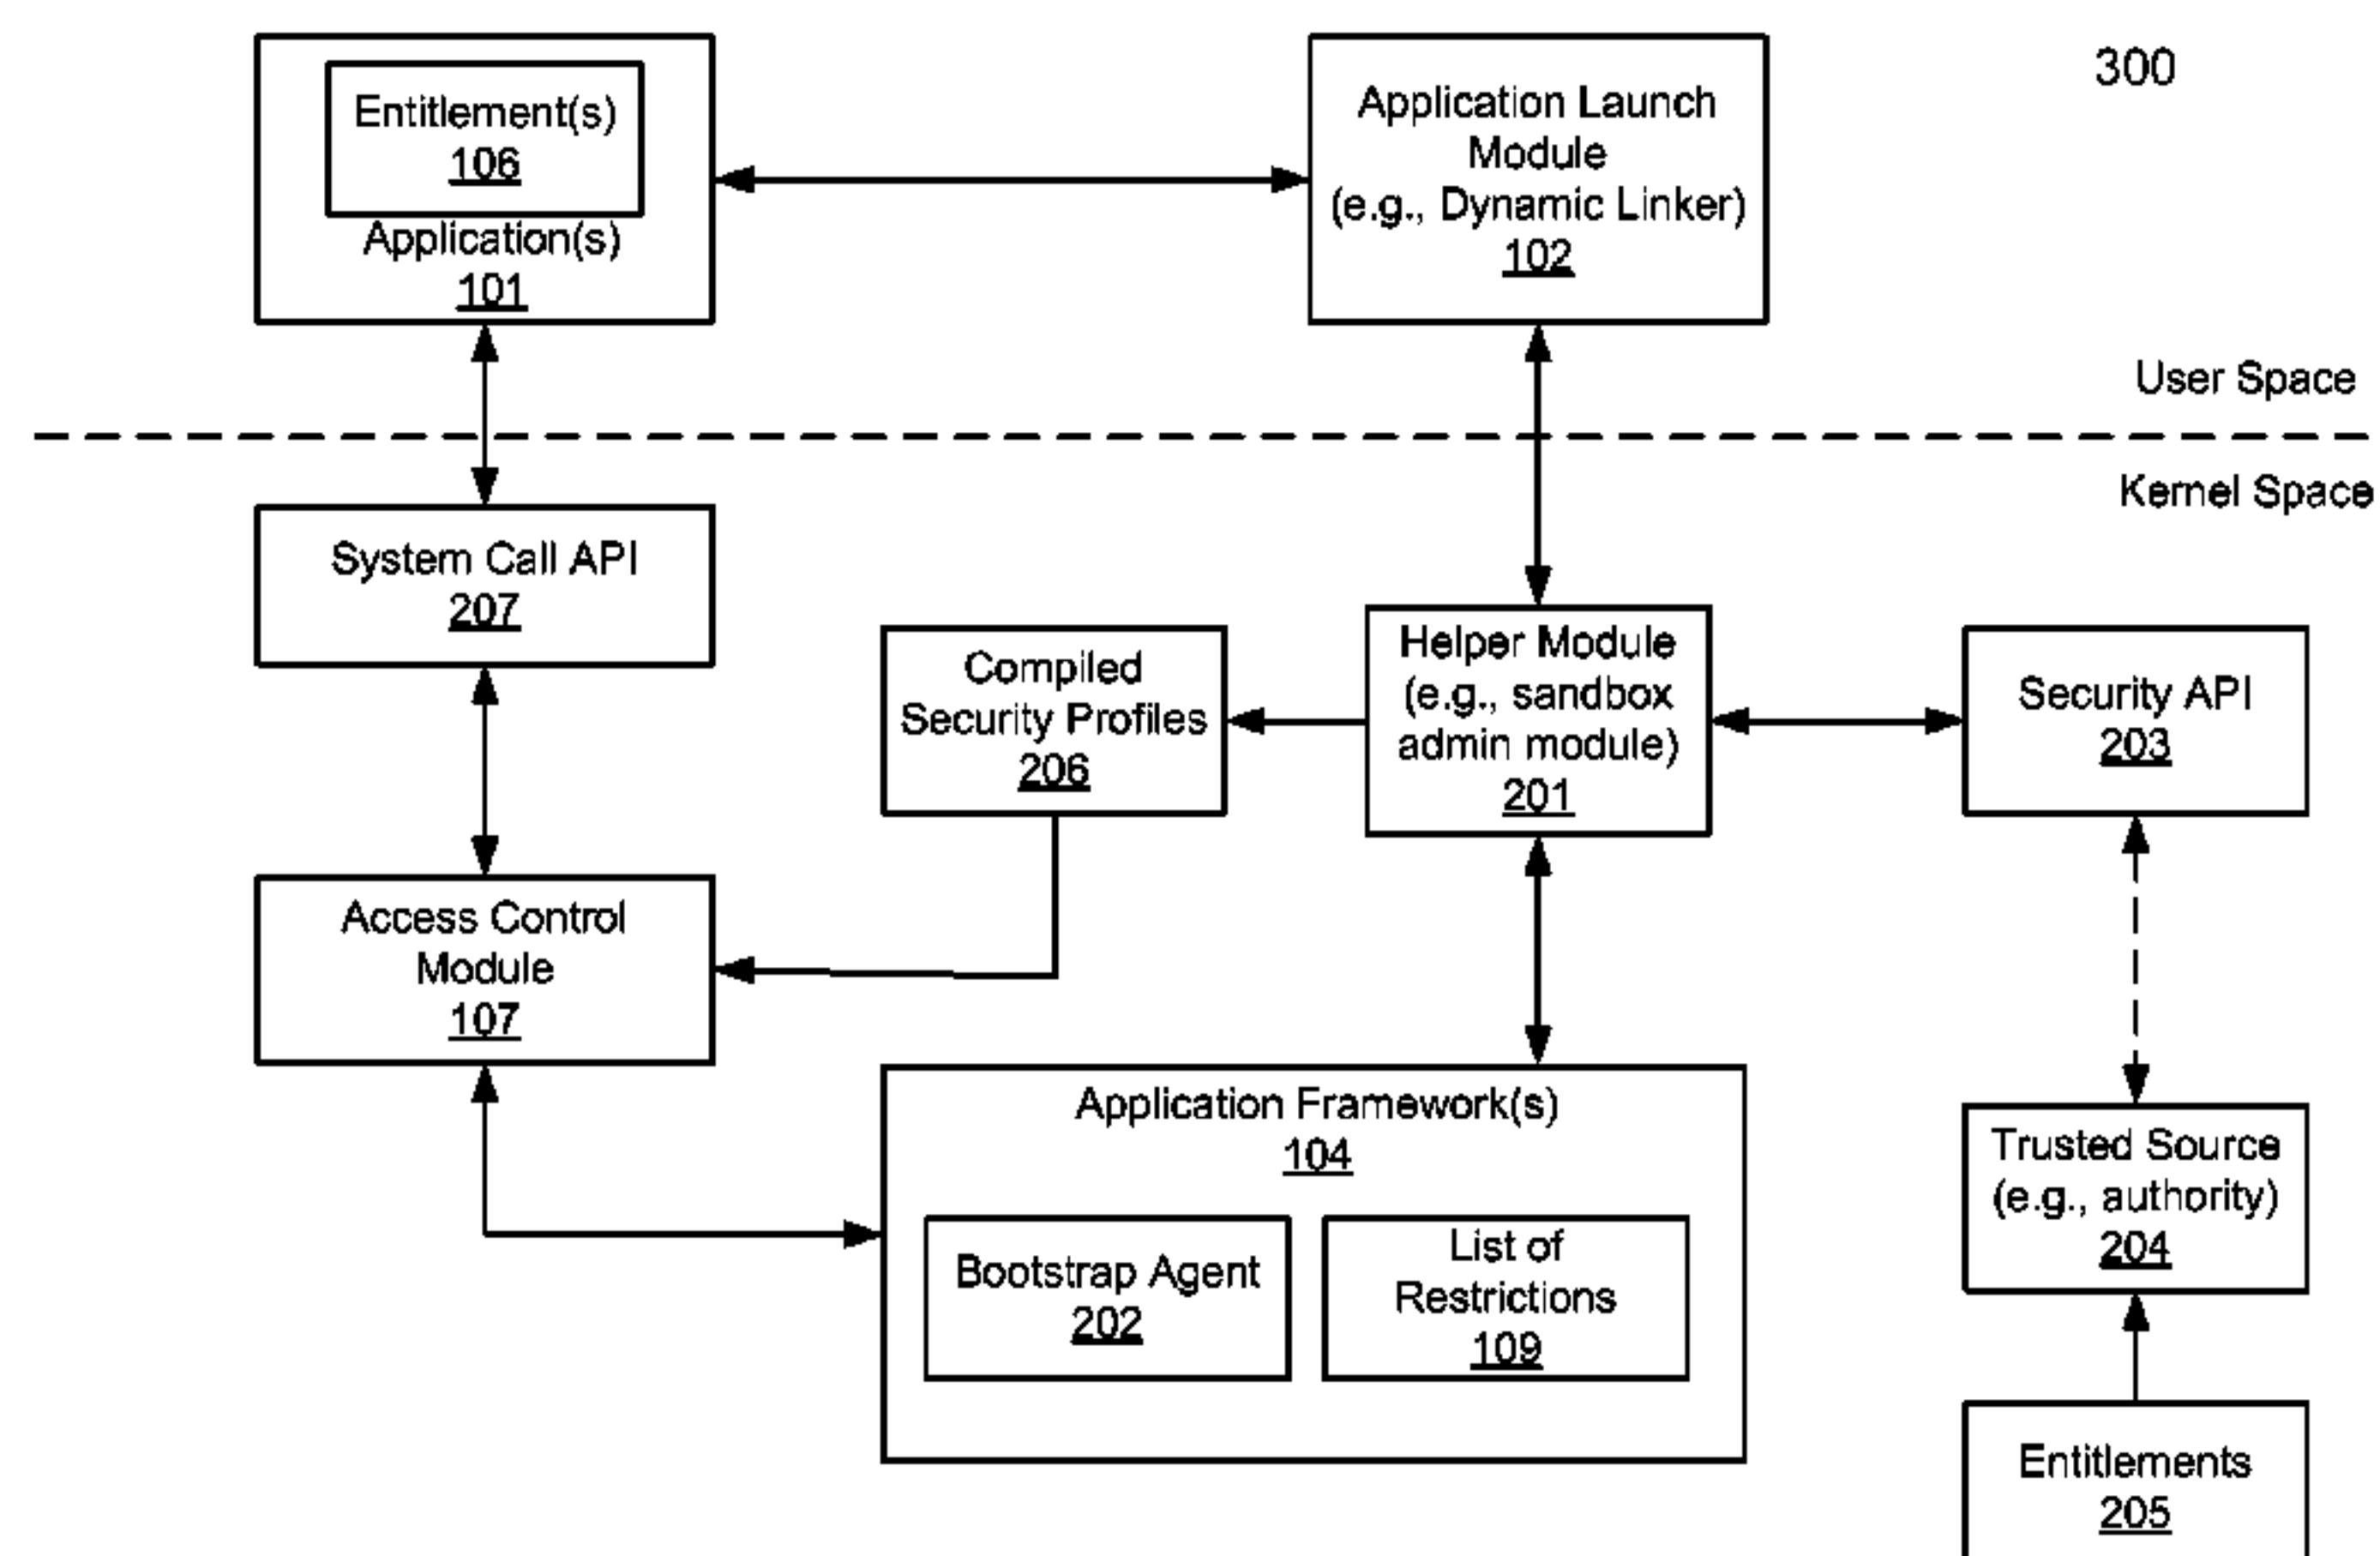 300
Entitlement(s)
106
Application(s)
101
Application Launch
Module
(e.g., Dynamic Linker)
102
User Space
Kernel Space
System Call API
207
Compiled
Security Profiles
206
Helper Module
(e.g., sandbox
admin module)
201
Security API
203
Access Control
Module
107
Application Framework(s)
104
Bootstrap Agent
202
List of
Restrictions
109
Trusted Source
(e.g., authority)
204
Entitlements
205